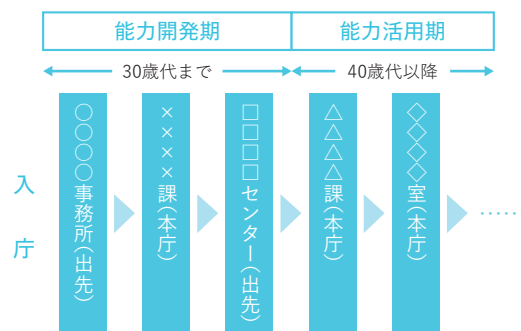 能力開発期
能力活用期
30歳代まで
40歳代以降
入庁
○○○○事務所(出先)
××××課(本庁)
□□□□センター(出先)
△△△△課(本庁)
◇◇◇◇室(本庁)
……